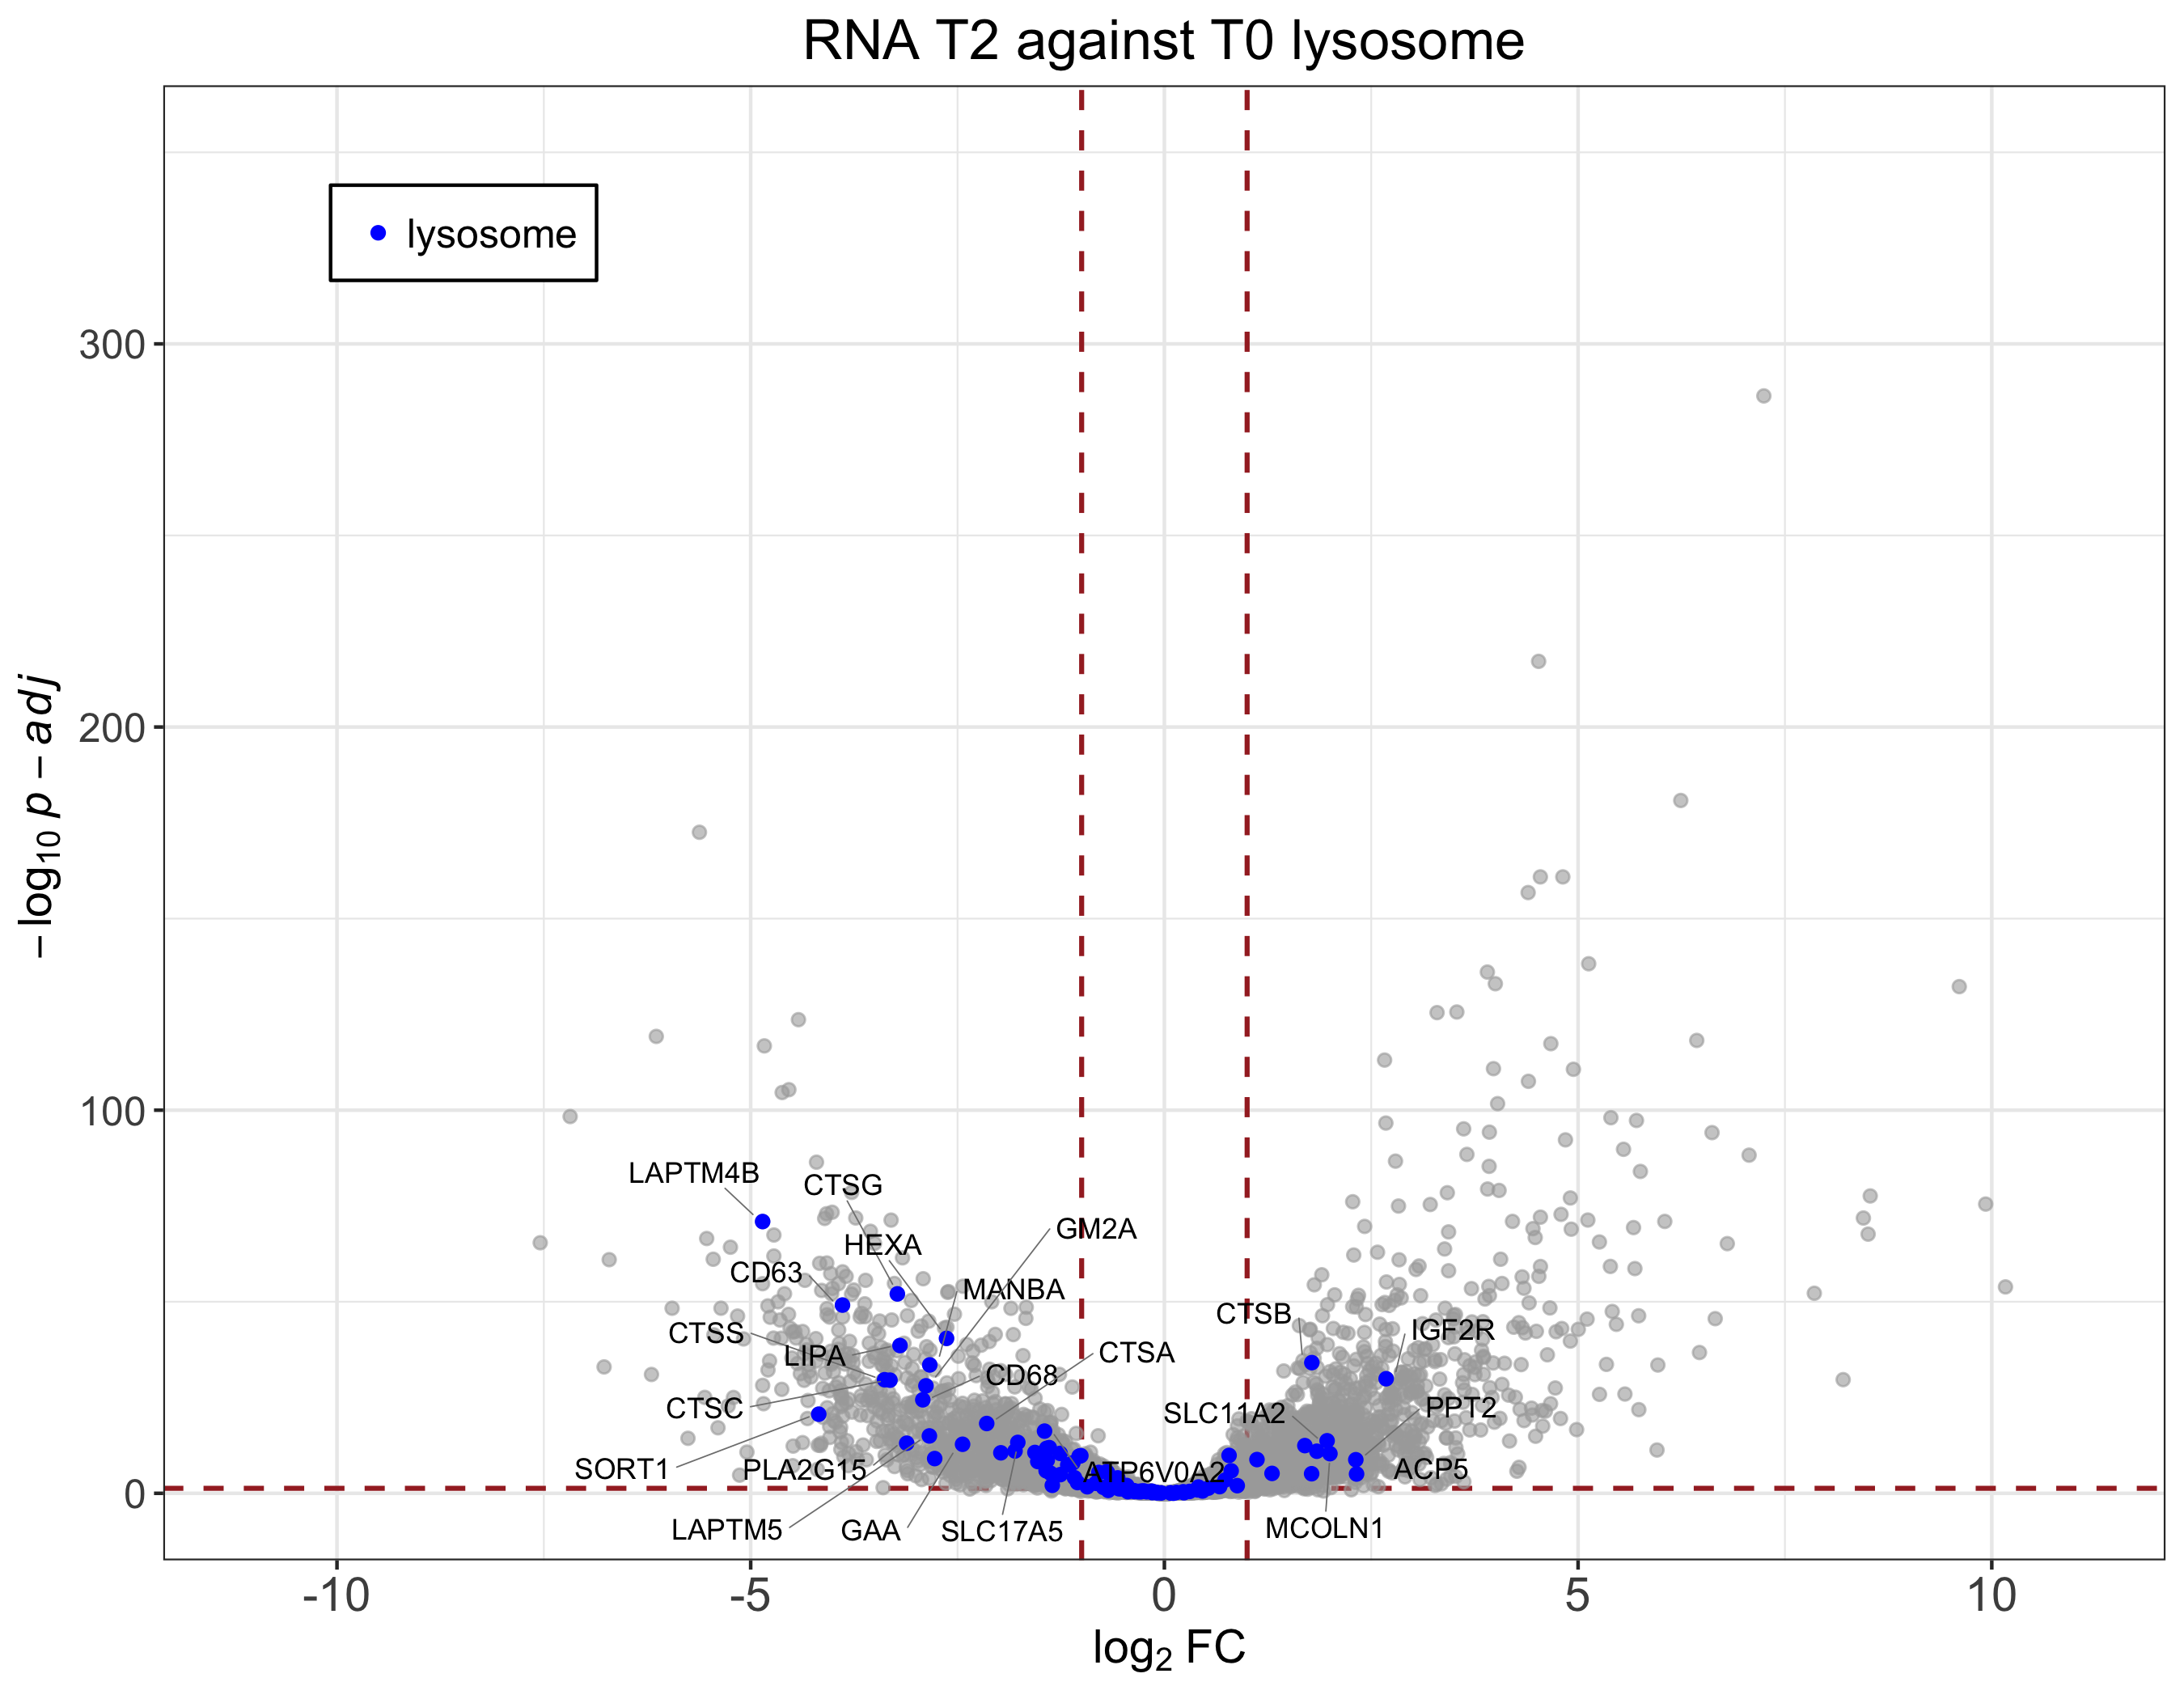 RNA T2 against T0 lysosome
lysosome
300
200
100
0
−log10 p − adj
LAPTM4B
CTSG
GM2A
HEXA
CD63
MANBA
CTSB
CTSS
IGF2R
LIPA
CTSA
CD68
CTSC
PPT2
SLC11A2
SORT1
PLA2G15
ATP6V0A2
ACP5
LAPTM5
GAA
SLC17A5
MCOLN1
-10
-5
0
5
10
log2 FC